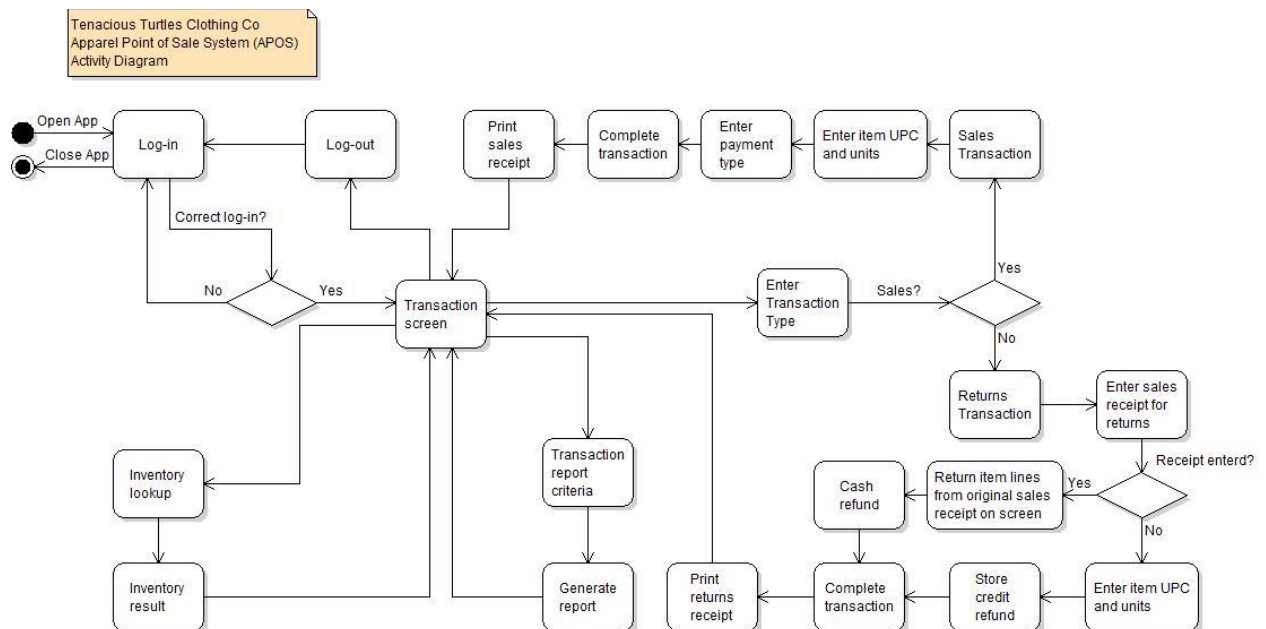 Tenacious Turtles Clothing Co
Apparel Point of Sale System (APOS)
Activity Diagram
Open App
Close App
Log-in
Log-out
Print
sales
receipt
Complete
transaction
Enter
payment
type
Enter item UPC
and units
Sales
Transaction
Correct log-in?
No
Yes
Transaction
screen
Enter
Transaction
Type
Sales?
Yes
No
Returns
Transaction
Enter sales
receipt for
returns
Receipt enterd?
Yes
No
Return item lines
from original sales
receipt on screen
Cash
refund
Inventory
lookup
Transaction
report
criteria
Inventory
result
Generate
report
Print
returns
receipt
Complete
transaction
Store
credit
refund
Enter item UPC
and units